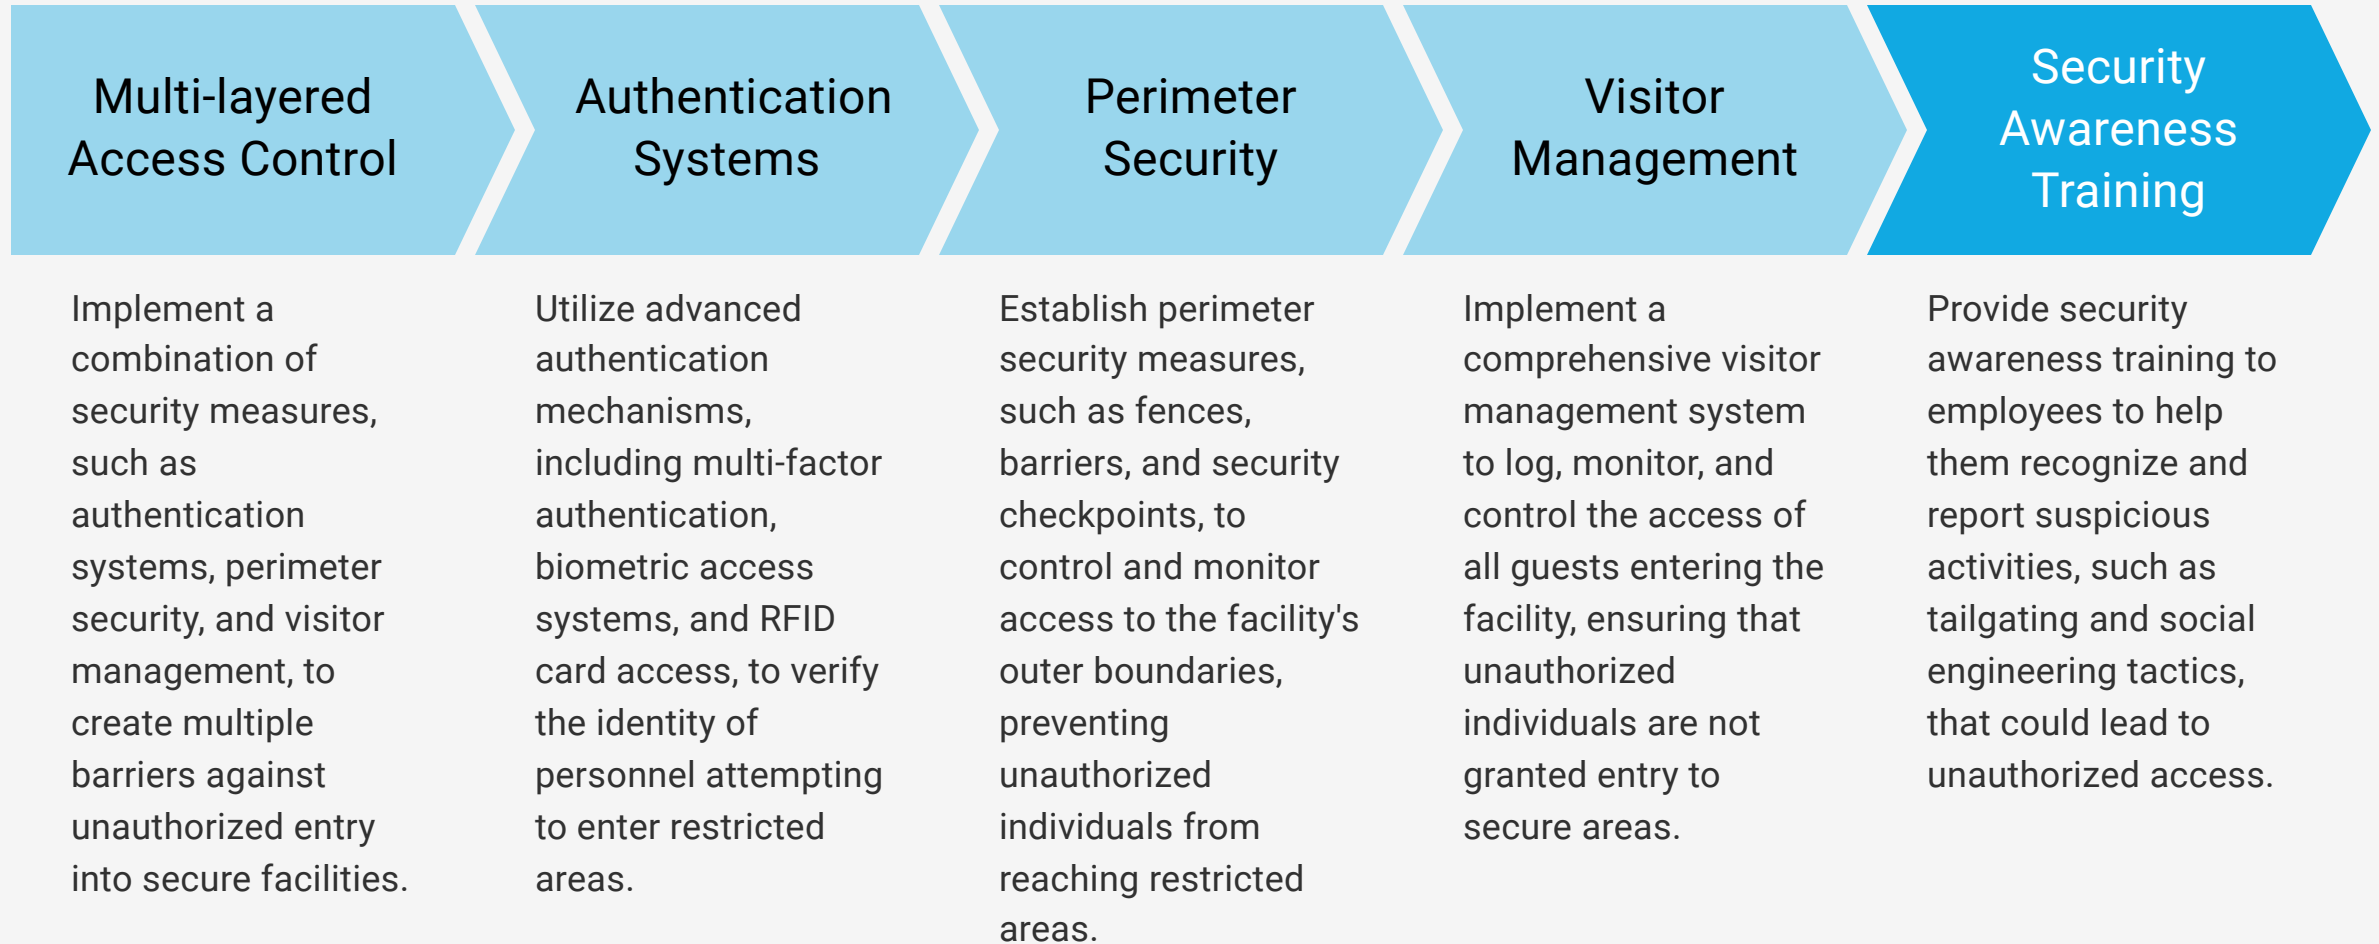 Multi-layered
Access Control
Authentication
Systems
Perimeter
Security
Visitor
Management
Security
Awareness
Training
Implement a
combination of
security measures,
such as
authentication
systems, perimeter
security, and visitor
management, to
create multiple
barriers against
unauthorized entry
into secure facilities.
Utilize advanced
authentication
mechanisms,
including multi-factor
authentication,
biometric access
systems, and RFID
card access, to verify
the identity of
personnel attempting
to enter restricted
areas.
Establish perimeter
security measures,
such as fences,
barriers, and security
checkpoints, to
control and monitor
access to the facility's
outer boundaries,
preventing
unauthorized
individuals from
reaching restricted
areas.
Implement a
comprehensive visitor
management system
to log, monitor, and
control the access of
all guests entering the
facility, ensuring that
unauthorized
individuals are not
granted entry to
secure areas.
Provide security
awareness training to
employees to help
them recognize and
report suspicious
activities, such as
tailgating and social
engineering tactics,
that could lead to
unauthorized access.